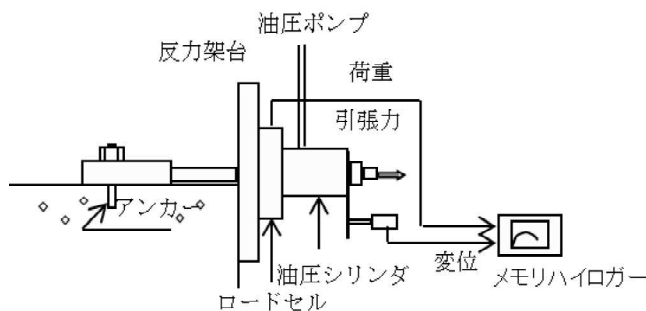 油圧ポンプ
反力架台
荷重
引張力
アンカー
油圧シリンダ
変位
メモリハイロガー
ロードセル